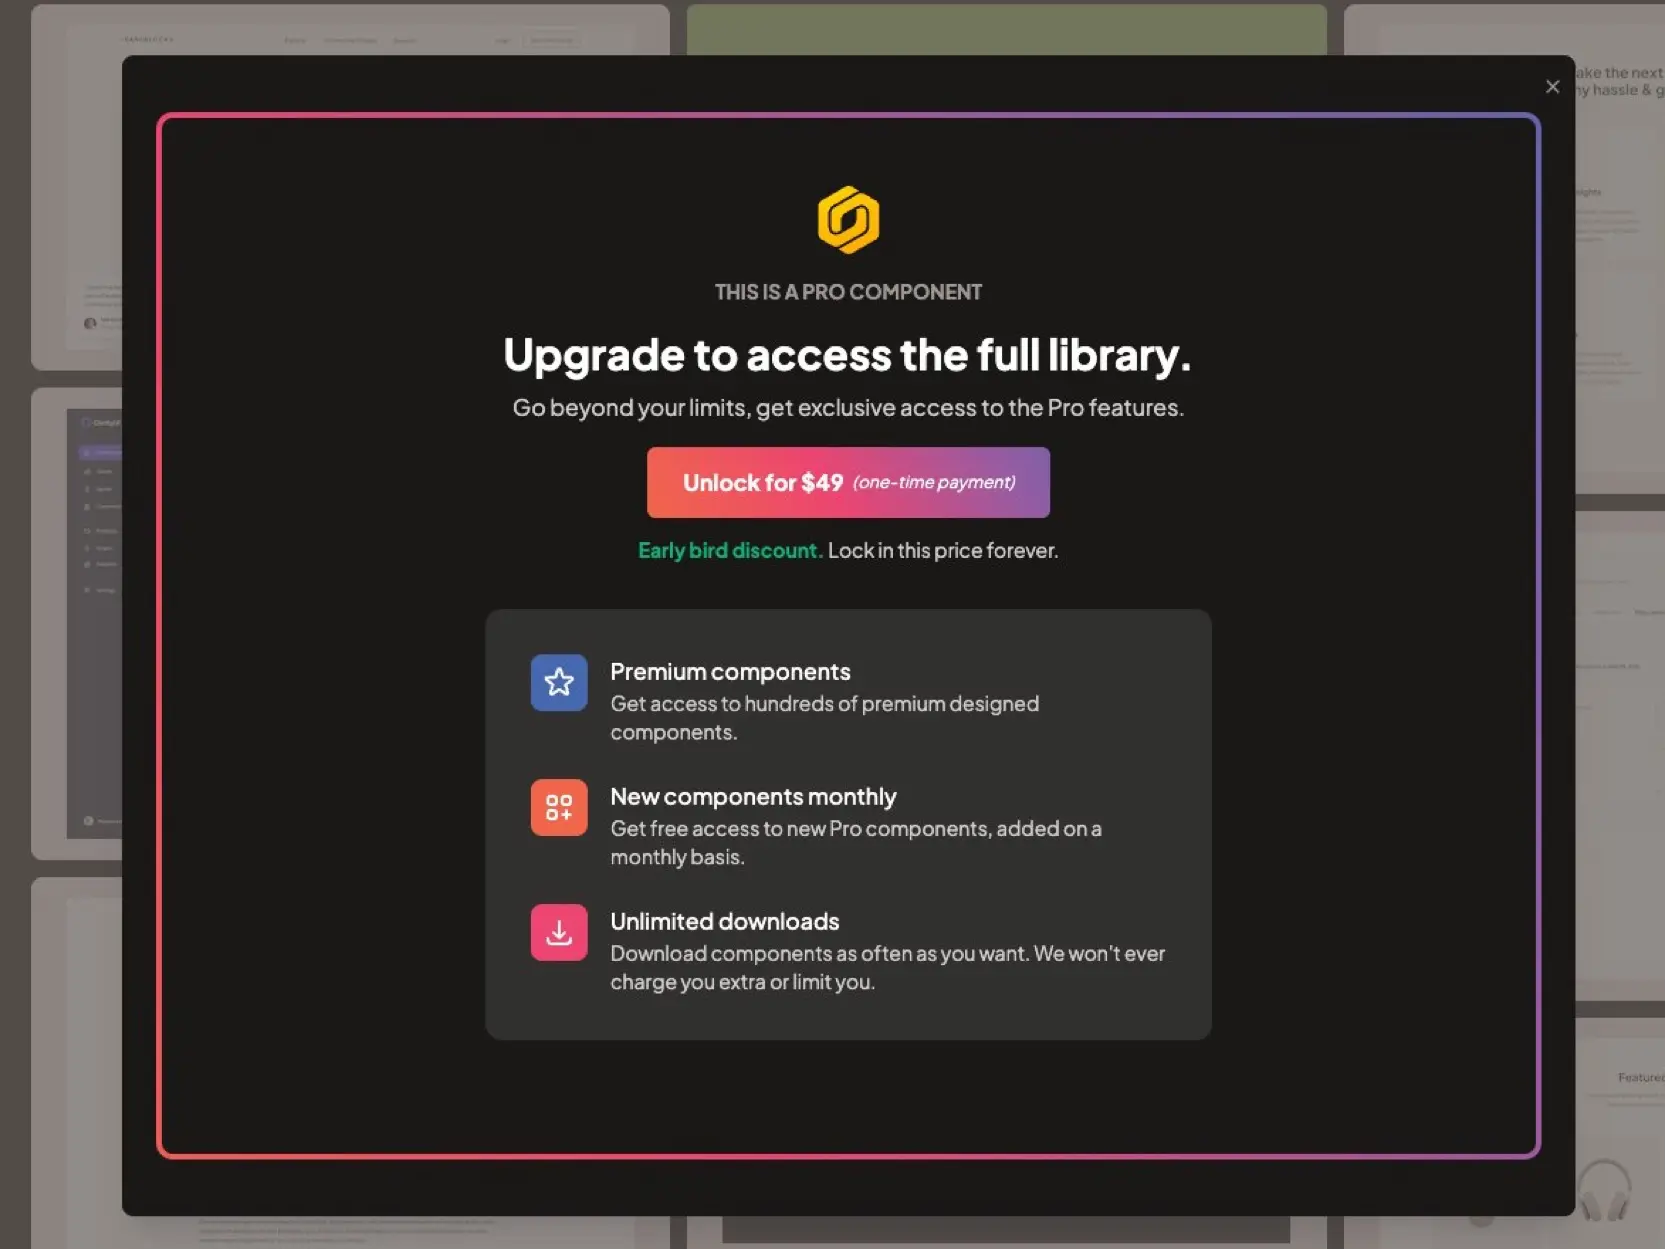 ake the next
ny hassle & g
THIS IS A PRO COMPONENT
Upgrade to access the full library.
Go beyond your limits, get exclusive access to the Pro features.
Unlock for $49 (one-time payment)
Early bird discount. Lock in this price forever.
Premium components
Get access to hundreds of premium designed
components.
New components monthly
Get free access to new Pro components, added on a
monthly basis.
Unlimited downloads
Download components as often as you want. We won't ever
charge you extra or limit you.
Featured